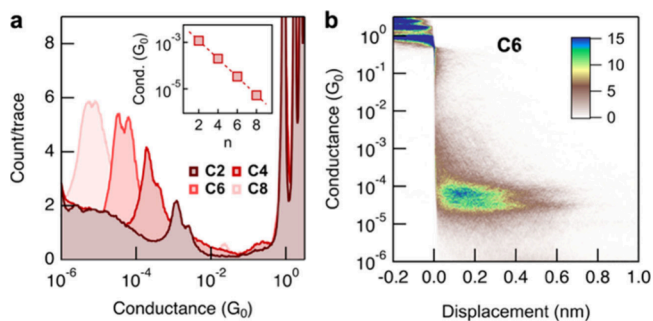 a
Count/trace
8
6
4
2
0
10⁻⁶
10⁻⁴
10⁻²
10⁰
Conductance (G₀)
Cond. (G₀)
10⁻³
10⁻⁵
2 4 6 8
n
C2 C4
C6 C8
b
Conductance (G₀)
10⁰
10⁻¹
10⁻²
10⁻³
10⁻⁴
10⁻⁵
10⁻⁶
C6
15
10
5
0
-0.2 0.0 0.2 0.4 0.6 0.8 1.0
Displacement (nm)